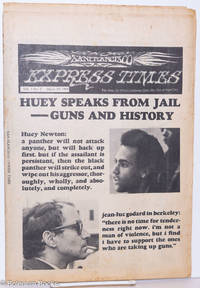 SAN FRANCISCO
EXPRESS TIMES
HUEY SPEAKS FROM JAIL
—GUNS AND HISTORY
Huey Newton:
a panther will not attack
anyone, but will back up
first. but if the assailant is
persistant, then the black
panther will strike out, and
wipe out his aggressor, thor-
oughly, wholly, and abso-
lutely, and completely.
jean-luc godard in berkeley:
"there is no time for tender-
ness right now. i'm not a
man of violence, but i find
i have to support the ones
who are taking up guns."